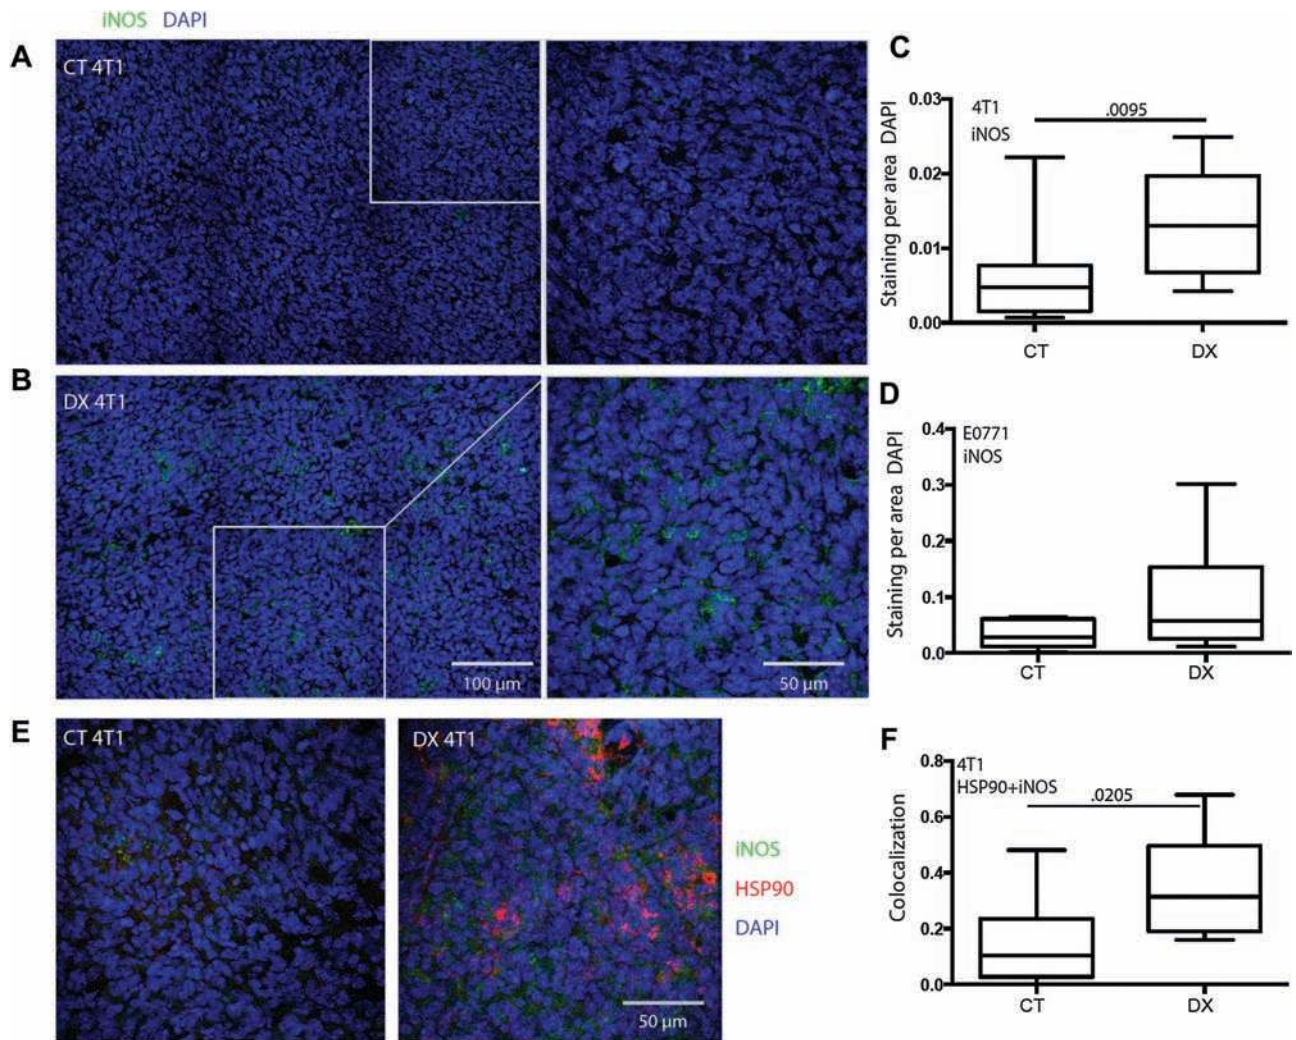 iNOS DAPI
A
CT 4T1
B
DX 4T1
100 µm
50 µm
C
4T1
iNOS
.0095
Staining per area DAPI
0.03
0.02
0.01
0.00
CT DX
D
E0771
iNOS
Staining per area DAPI
0.4
0.3
0.2
0.1
0.0
CT DX
E
CT 4T1
DX 4T1
50 µm
iNOS
HSP90
DAPI
F
4T1
HSP90+iNOS
.0205
Colocalization
0.8
0.6
0.4
0.2
0.0
CT DX